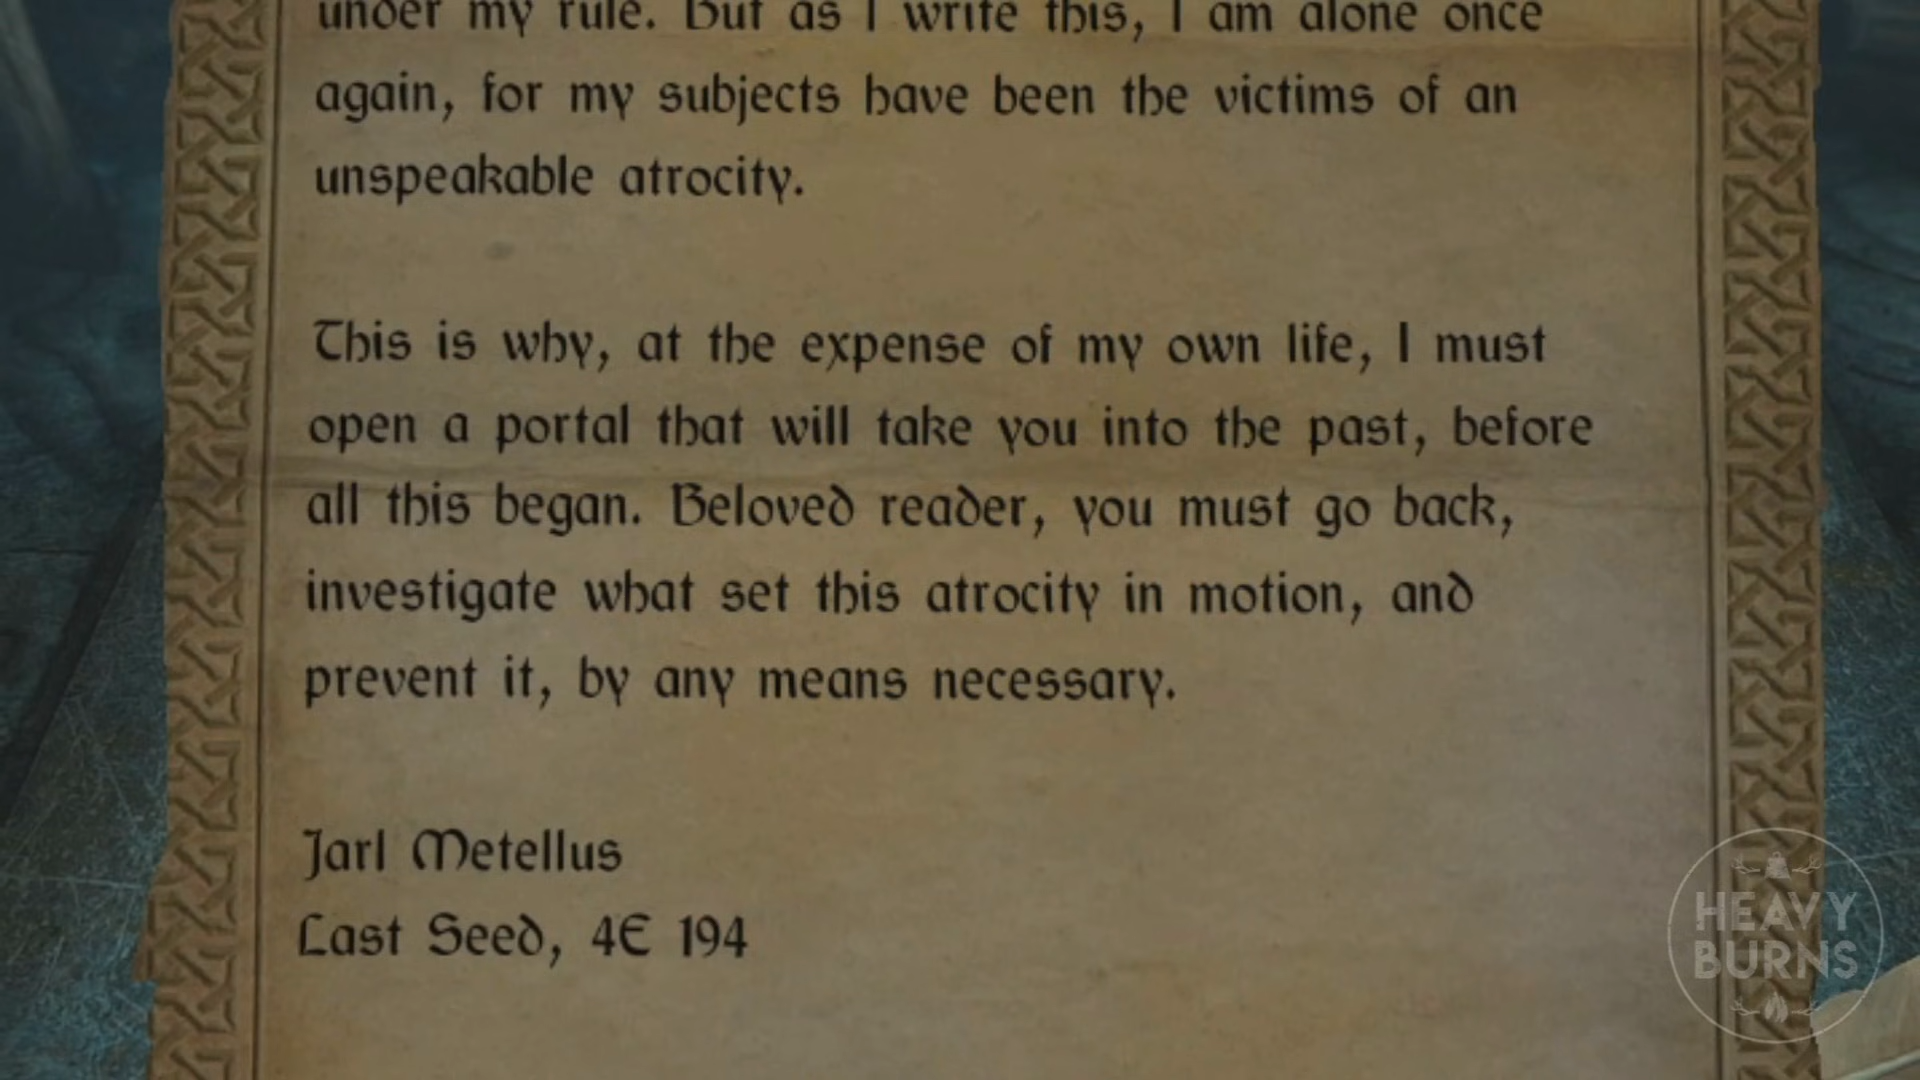 under my rule. But as I write this, I am alone once
again, for my subjects have been the victims of an
unspeakable atrocity.
This is why, at the expense of my own life, I must
open a portal that will take you into the past, before
all this began. Beloved reader, you must go back,
investigate what set this atrocity in motion, and
prevent it, by any means necessary.
Jarl Metellus
Last Seed, 4E 194
HEAVY
BURNS